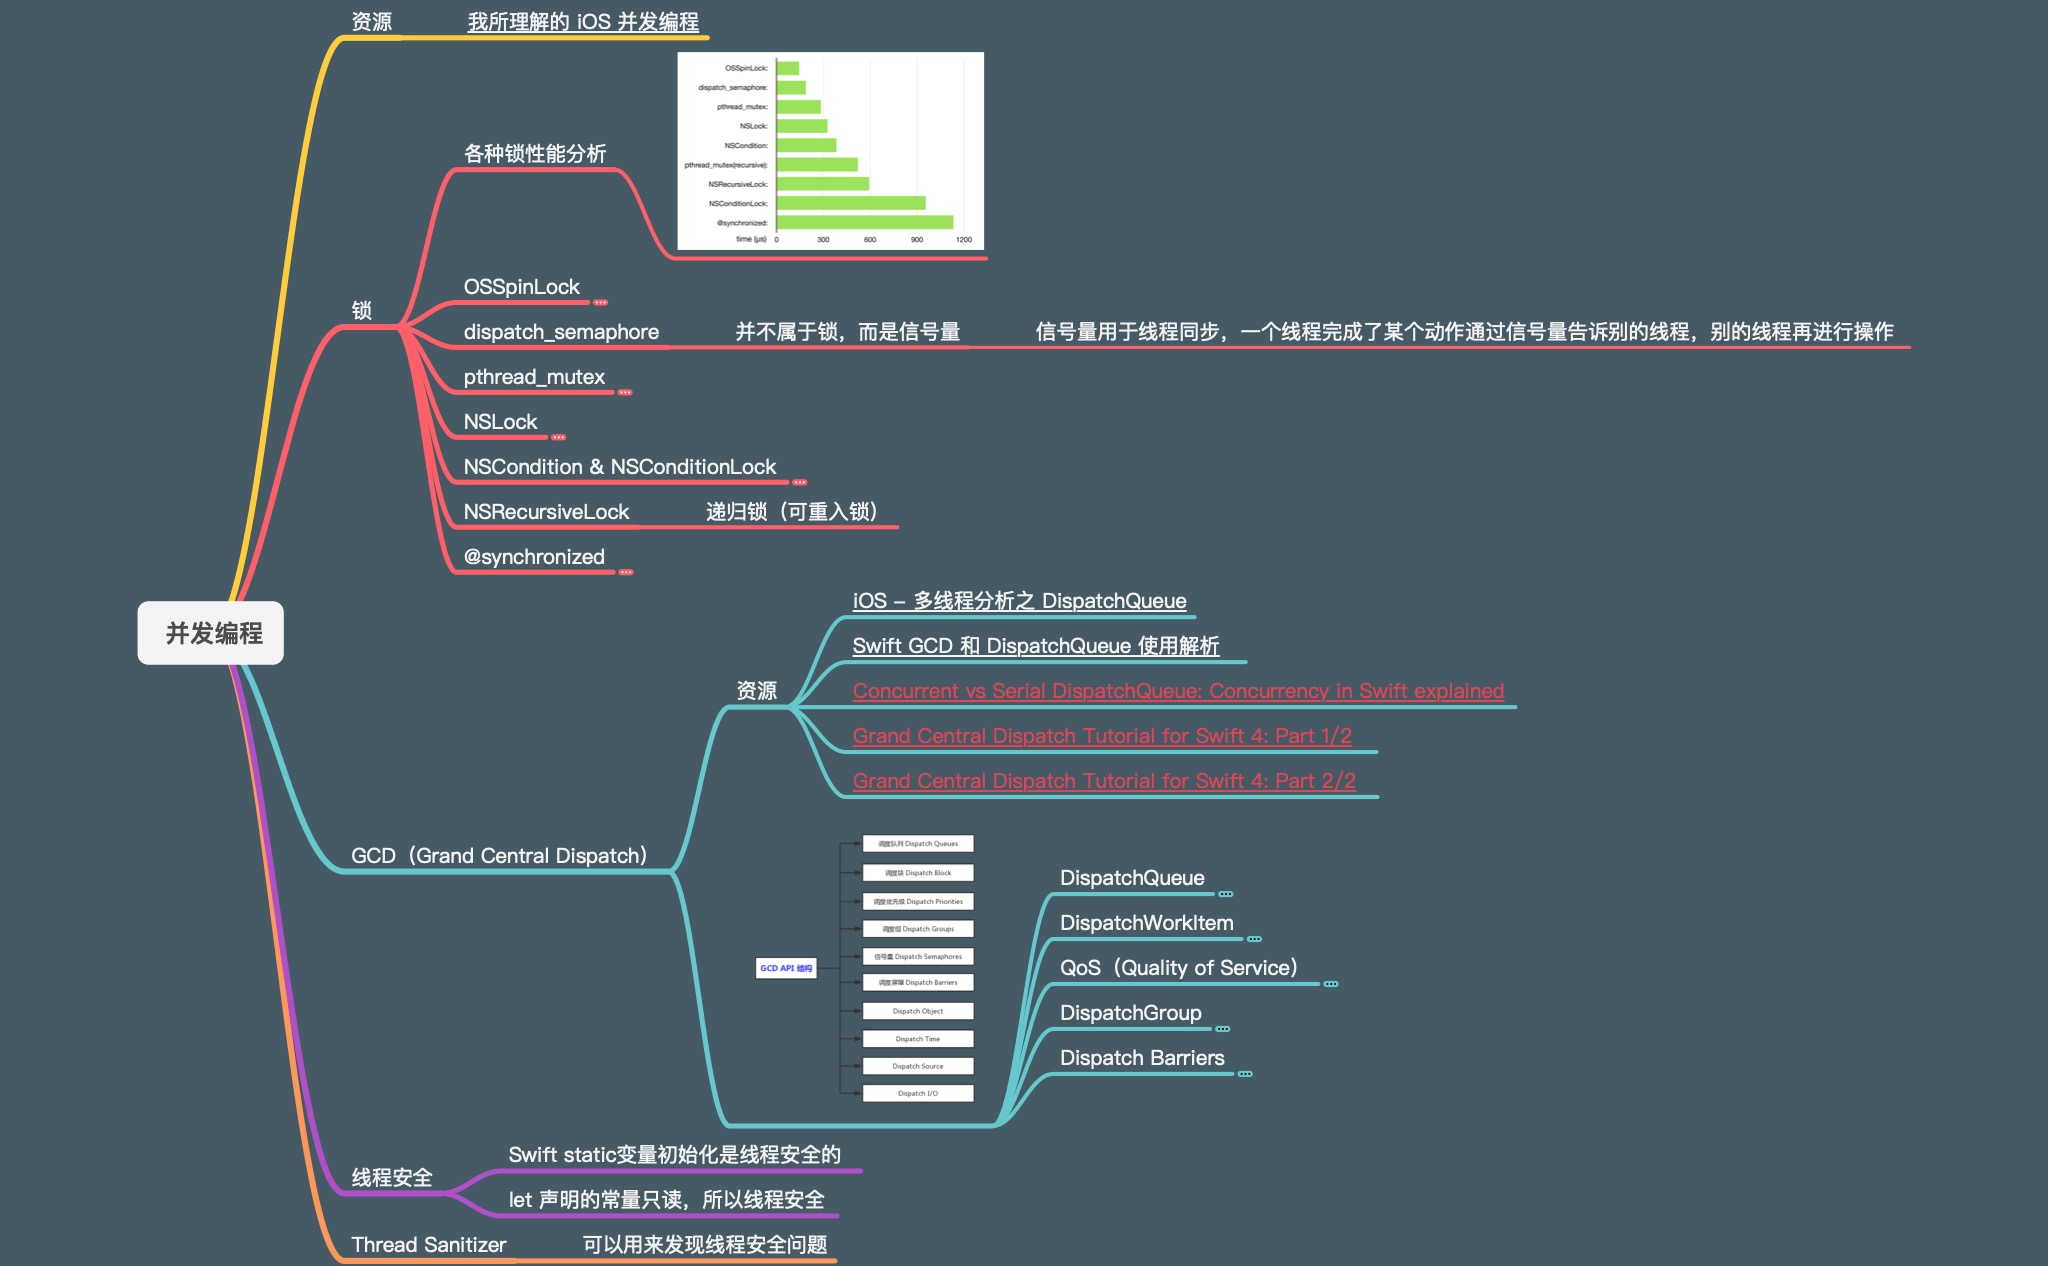 资源
我所理解的 iOS 并发编程
各种锁性能分析
OSSpinLock:
dispatch_semaphore:
pthread_mutex:
NSLock:
NSCondition:
pthread_mutex(recursive):
NSRecursiveLock:
NSConditionLock:
@synchronized:
time (μs) 0 300 600 900 1200
锁
OSSpinLock
dispatch_semaphore
并不属于锁，而是信号量
信号量用于线程同步，一个线程完成了某个动作通过信号量告诉别的线程，别的线程再进行操作
pthread_mutex
NSLock
NSCondition & NSConditionLock
NSRecursiveLock
递归锁（可重入锁）
@synchronized
并发编程
GCD（Grand Central Dispatch）
资源
iOS – 多线程分析之 DispatchQueue
Swift GCD 和 DispatchQueue 使用解析
Concurrent vs Serial DispatchQueue: Concurrency in Swift explained
Grand Central Dispatch Tutorial for Swift 4: Part 1/2
Grand Central Dispatch Tutorial for Swift 4: Part 2/2
GCD API 结构
调度队列 Dispatch Queues
调度块 Dispatch Block
调度优先级 Dispatch Priorities
调度组 Dispatch Groups
信号量 Dispatch Semaphores
调度屏障 Dispatch Barriers
Dispatch Object
Dispatch Time
Dispatch Source
Dispatch I/O
DispatchQueue
DispatchWorkItem
QoS（Quality of Service）
DispatchGroup
Dispatch Barriers
线程安全
Swift static变量初始化是线程安全的
let 声明的常量只读，所以线程安全
Thread Sanitizer
可以用来发现线程安全问题